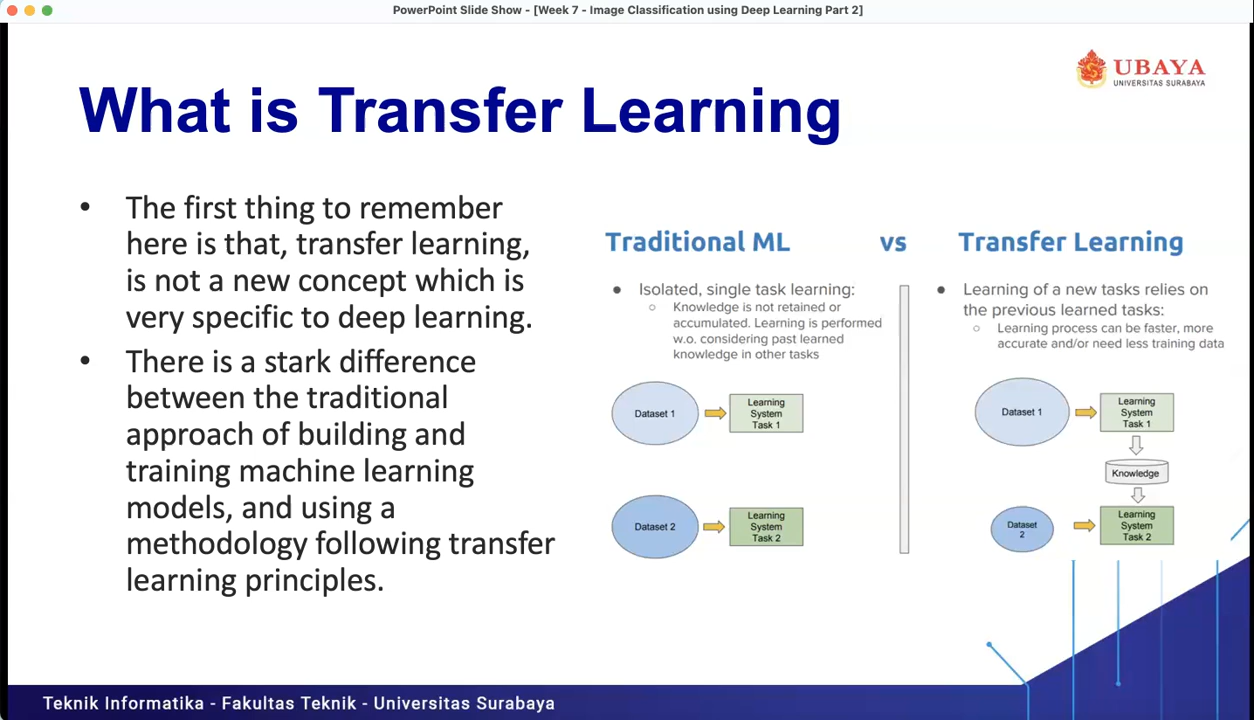 PowerPoint Slide Show - [Week 7 - Image Classification using Deep Learning Part 2]
UBAYA
UNIVERSITAS SURABAYA
What is Transfer Learning
• The first thing to remember
here is that, transfer learning,
is not a new concept which is
very specific to deep learning.
• There is a stark difference
between the traditional
approach of building and
training machine learning
models, and using a
methodology following transfer
learning principles.
Traditional ML vs Transfer Learning
● Isolated, single task learning:
○ Knowledge is not retained or
accumulated. Learning is performed
w.o. considering past learned
knowledge in other tasks
Dataset 1
Learning
System
Task 1
Dataset 2
Learning
System
Task 2
● Learning of a new tasks relies on
the previous learned tasks:
○ Learning process can be faster, more
accurate and/or need less training data
Dataset 1
Learning
System
Task 1
Knowledge
Dataset
2
Learning
System
Task 2
Teknik Informatika - Fakultas Teknik - Universitas Surabaya